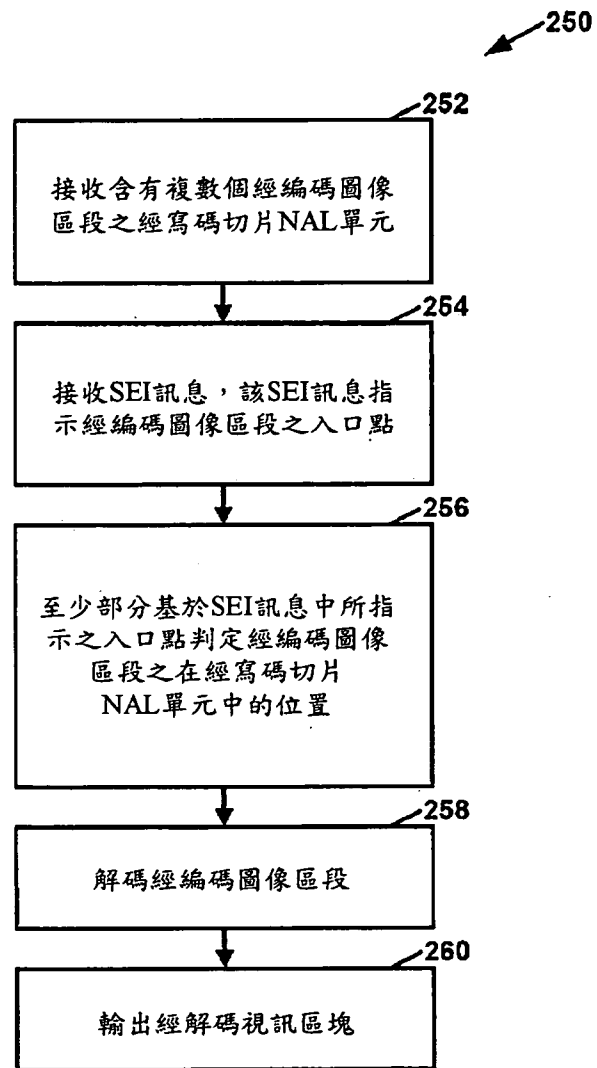 250
252
接收含有複數個經編碼圖像
區段之經寫碼切片NAL單元
254
接收SEI訊息，該SEI訊息指
示經編碼圖像區段之入口點
256
至少部分基於SEI訊息中所指
示之入口點判定經編碼圖像
區段之在經寫碼切片
NAL單元中的位置
258
解碼經編碼圖像區段
260
輸出經解碼視訊區塊